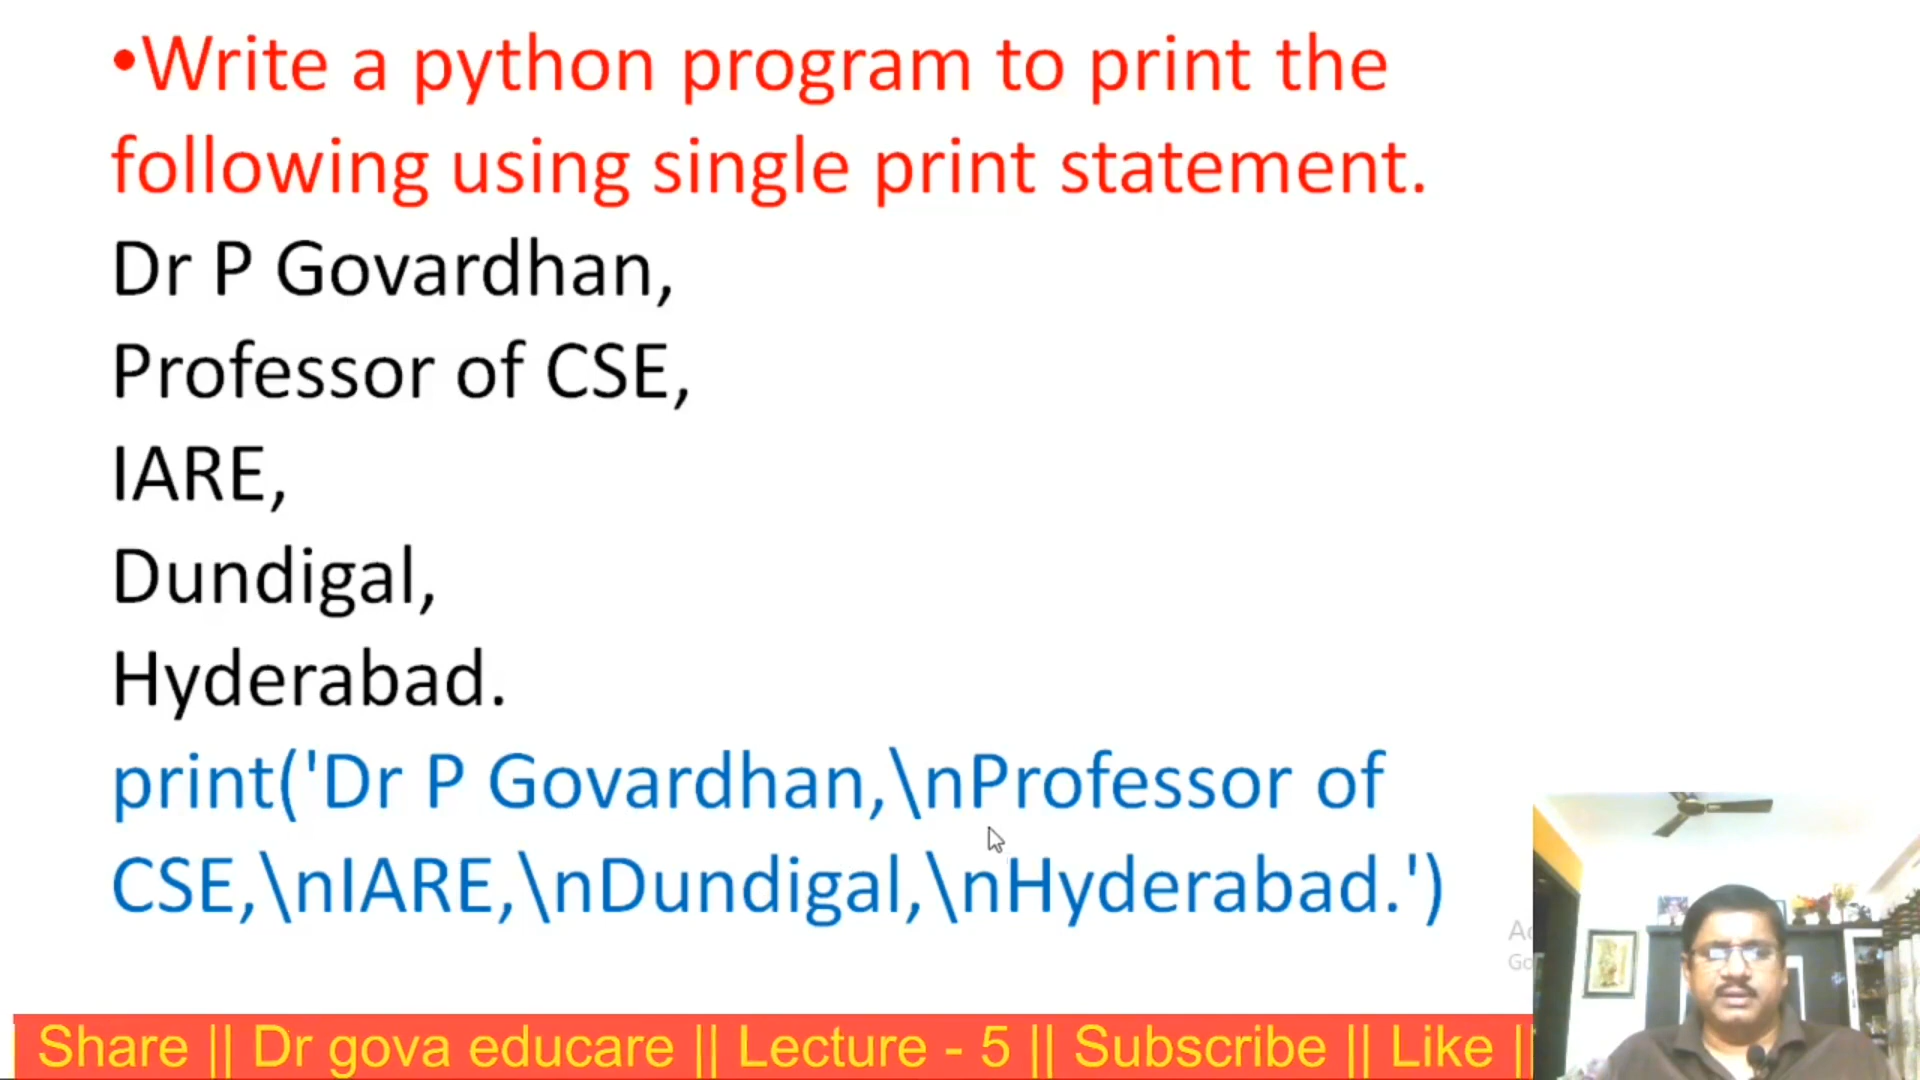 •Write a python program to print the
following using single print statement.
Dr P Govardhan,
Professor of CSE,
IARE,
Dundigal,
Hyderabad.
print('Dr P Govardhan,\nProfessor of
CSE,\nIARE,\nDundigal,\nHyderabad.')
Share || Dr gova educare || Lecture - 5 || Subscribe || Like ||